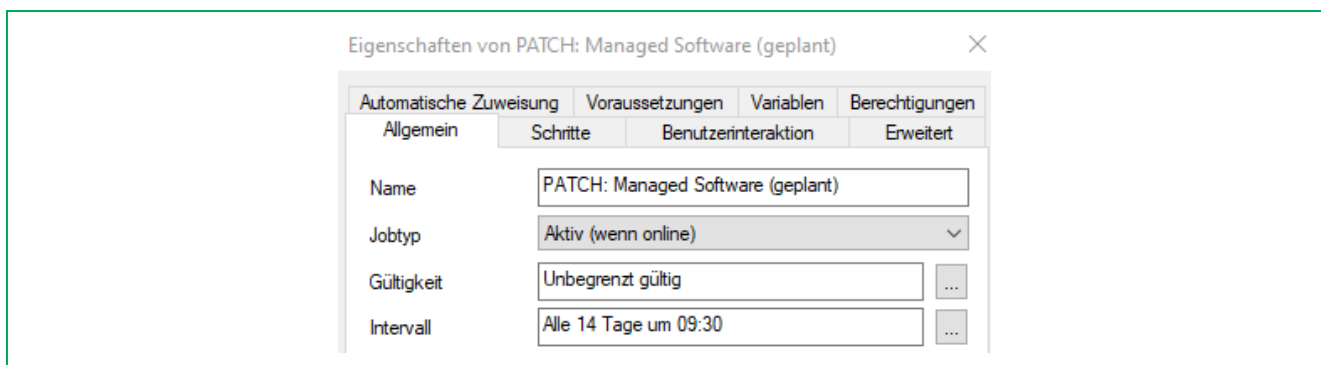 Eigenschaften von PATCH: Managed Software (geplant)
Automatische Zuweisung Voraussetzungen Variablen Berechtigungen
Allgemein Schritte Benutzerinteraktion Erweitert
Name PATCH: Managed Software (geplant)
Jobtyp Aktiv (wenn online)
Gültigkeit Unbegrenzt gültig ...
Intervall Alle 14 Tage um 09:30 ...